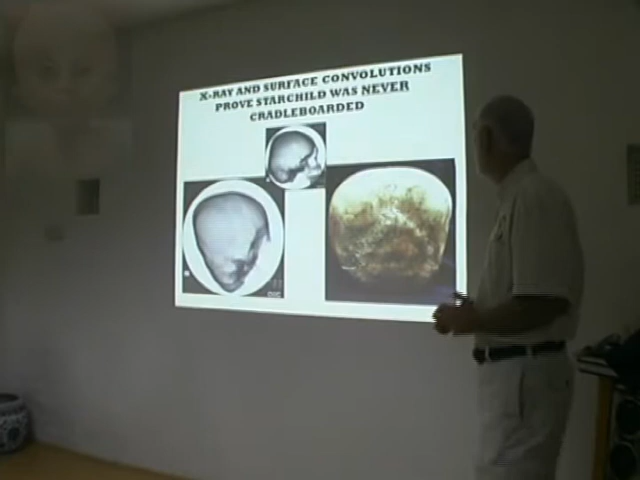 X-RAY AND SURFACE CONVOLUTIONS
PROVE STARCHILD WAS NEVER
CRADLEBOARDED